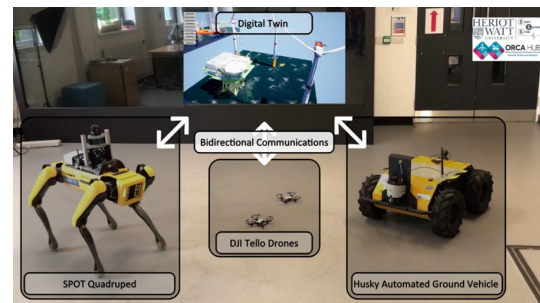 Digital Twin
HERIOT
WATT
UNIVERSITY
ORCA HUB
Bidirectional Communications
DJI Tello Drones
SPOT Quadruped
Husky Automated Ground Vehicle